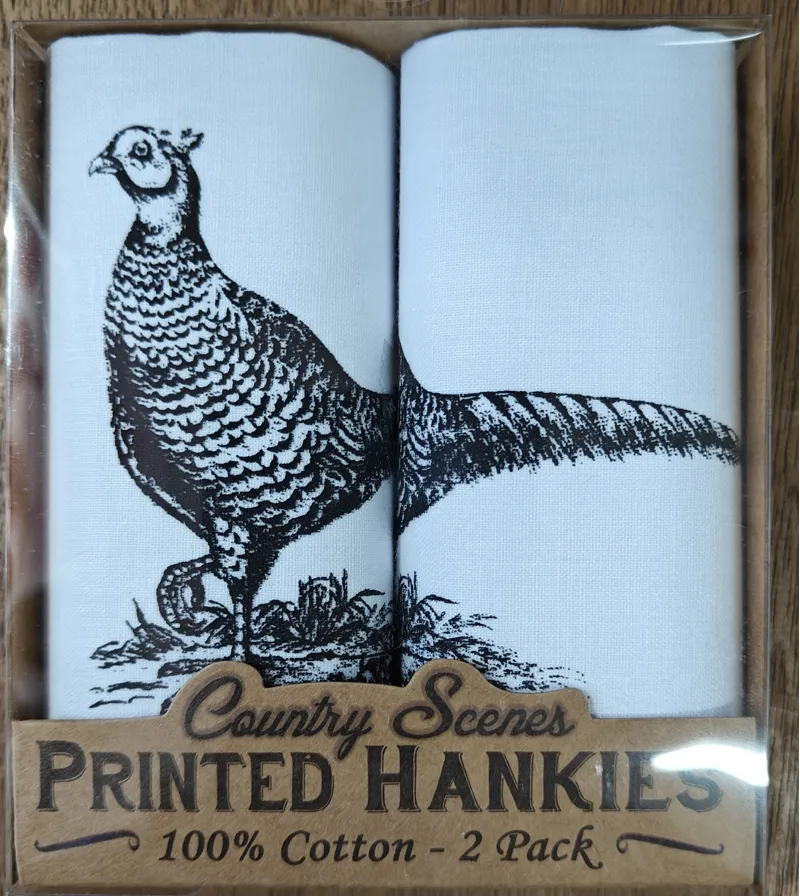 Country Scenes
PRINTED HANKIES
100% Cotton - 2 Pack